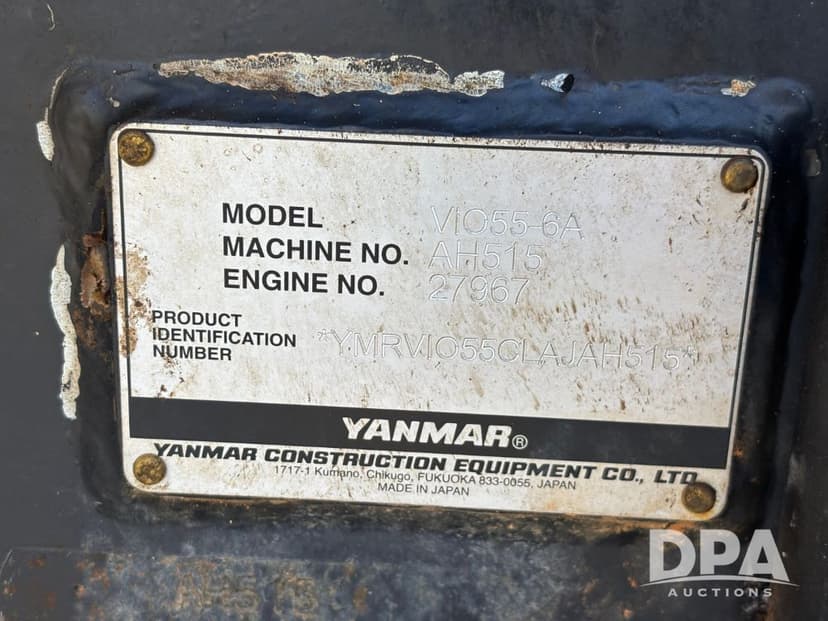 MODEL VIO55-6A
MACHINE NO. AH515
ENGINE NO. 27967
PRODUCT
IDENTIFICATION
NUMBER
*YMRVIO55CLAJAH515*
YANMAR®
YANMAR CONSTRUCTION EQUIPMENT CO., LTD.
1717-1 Kumano, Chikugo, FUKUOKA 833-0055, JAPAN
MADE IN JAPAN
DPA
AUCTIONS